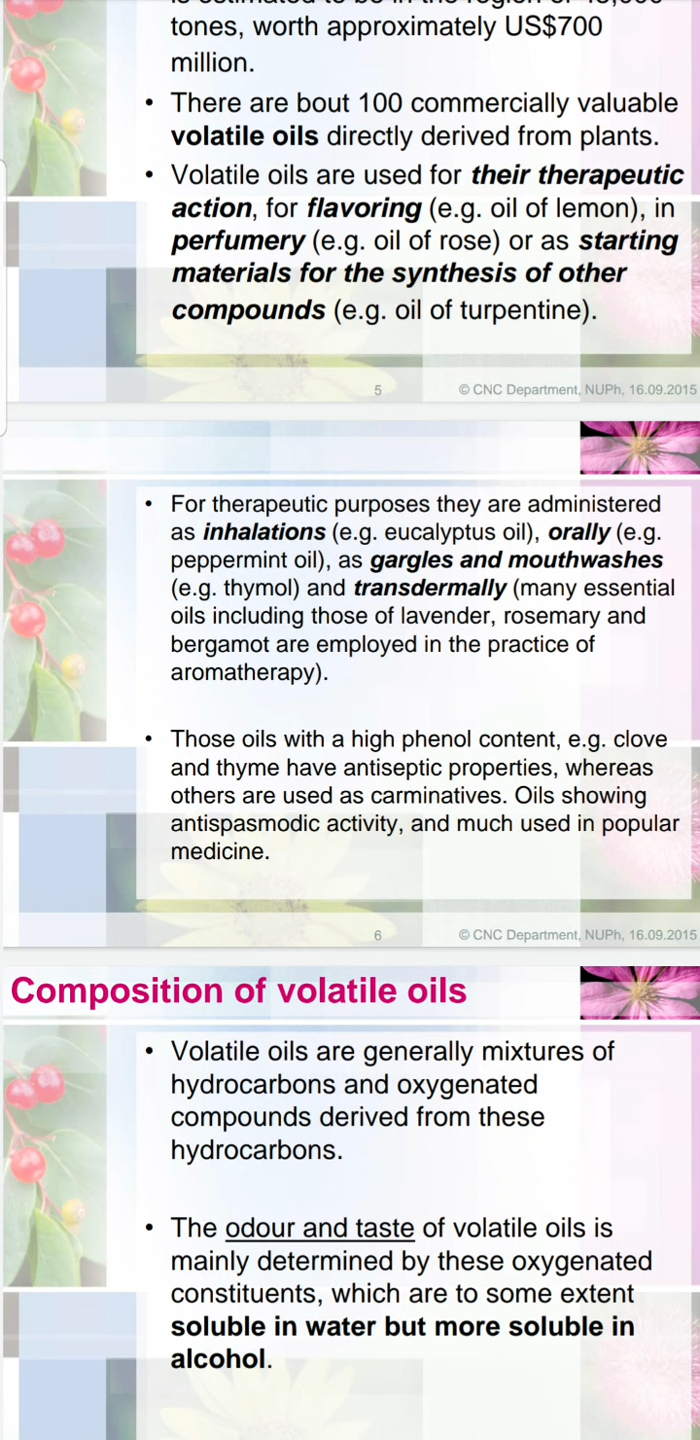 tones, worth approximately US$700
million.
• There are bout 100 commercially valuable
volatile oils directly derived from plants.
• Volatile oils are used for their therapeutic
action, for flavoring (e.g. oil of lemon), in
perfumery (e.g. oil of rose) or as starting
materials for the synthesis of other
compounds (e.g. oil of turpentine).
5
© CNC Department, NUPh, 16.09.2015
• For therapeutic purposes they are administered
as inhalations (e.g. eucalyptus oil), orally (e.g.
peppermint oil), as gargles and mouthwashes
(e.g. thymol) and transdermally (many essential
oils including those of lavender, rosemary and
bergamot are employed in the practice of
aromatherapy).
• Those oils with a high phenol content, e.g. clove
and thyme have antiseptic properties, whereas
others are used as carminatives. Oils showing
antispasmodic activity, and much used in popular
medicine.
6
© CNC Department, NUPh, 16.09.2015
Composition of volatile oils
• Volatile oils are generally mixtures of
hydrocarbons and oxygenated
compounds derived from these
hydrocarbons.
• The odour and taste of volatile oils is
mainly determined by these oxygenated
constituents, which are to some extent
soluble in water but more soluble in
alcohol.